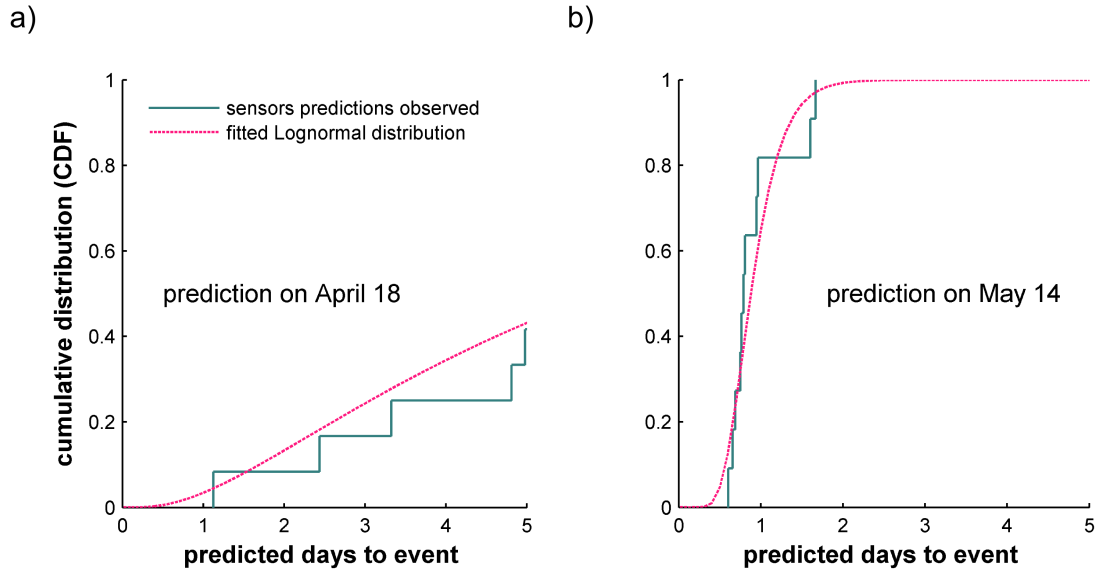 a)
1
0.8
0.6
0.4
0.2
0
cumulative distribution (CDF)
sensors predictions observed
fitted Lognormal distribution
prediction on April 18
0 1 2 3 4 5
predicted days to event
b)
1
0.8
0.6
0.4
0.2
0
prediction on May 14
0 1 2 3 4 5
predicted days to event